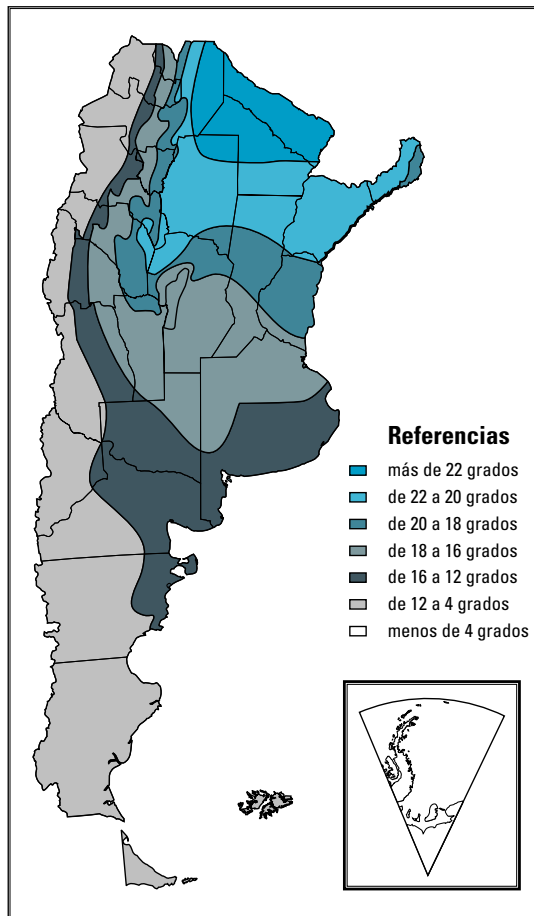 Referencias
más de 22 grados
de 22 a 20 grados
de 20 a 18 grados
de 18 a 16 grados
de 16 a 12 grados
de 12 a 4 grados
menos de 4 grados